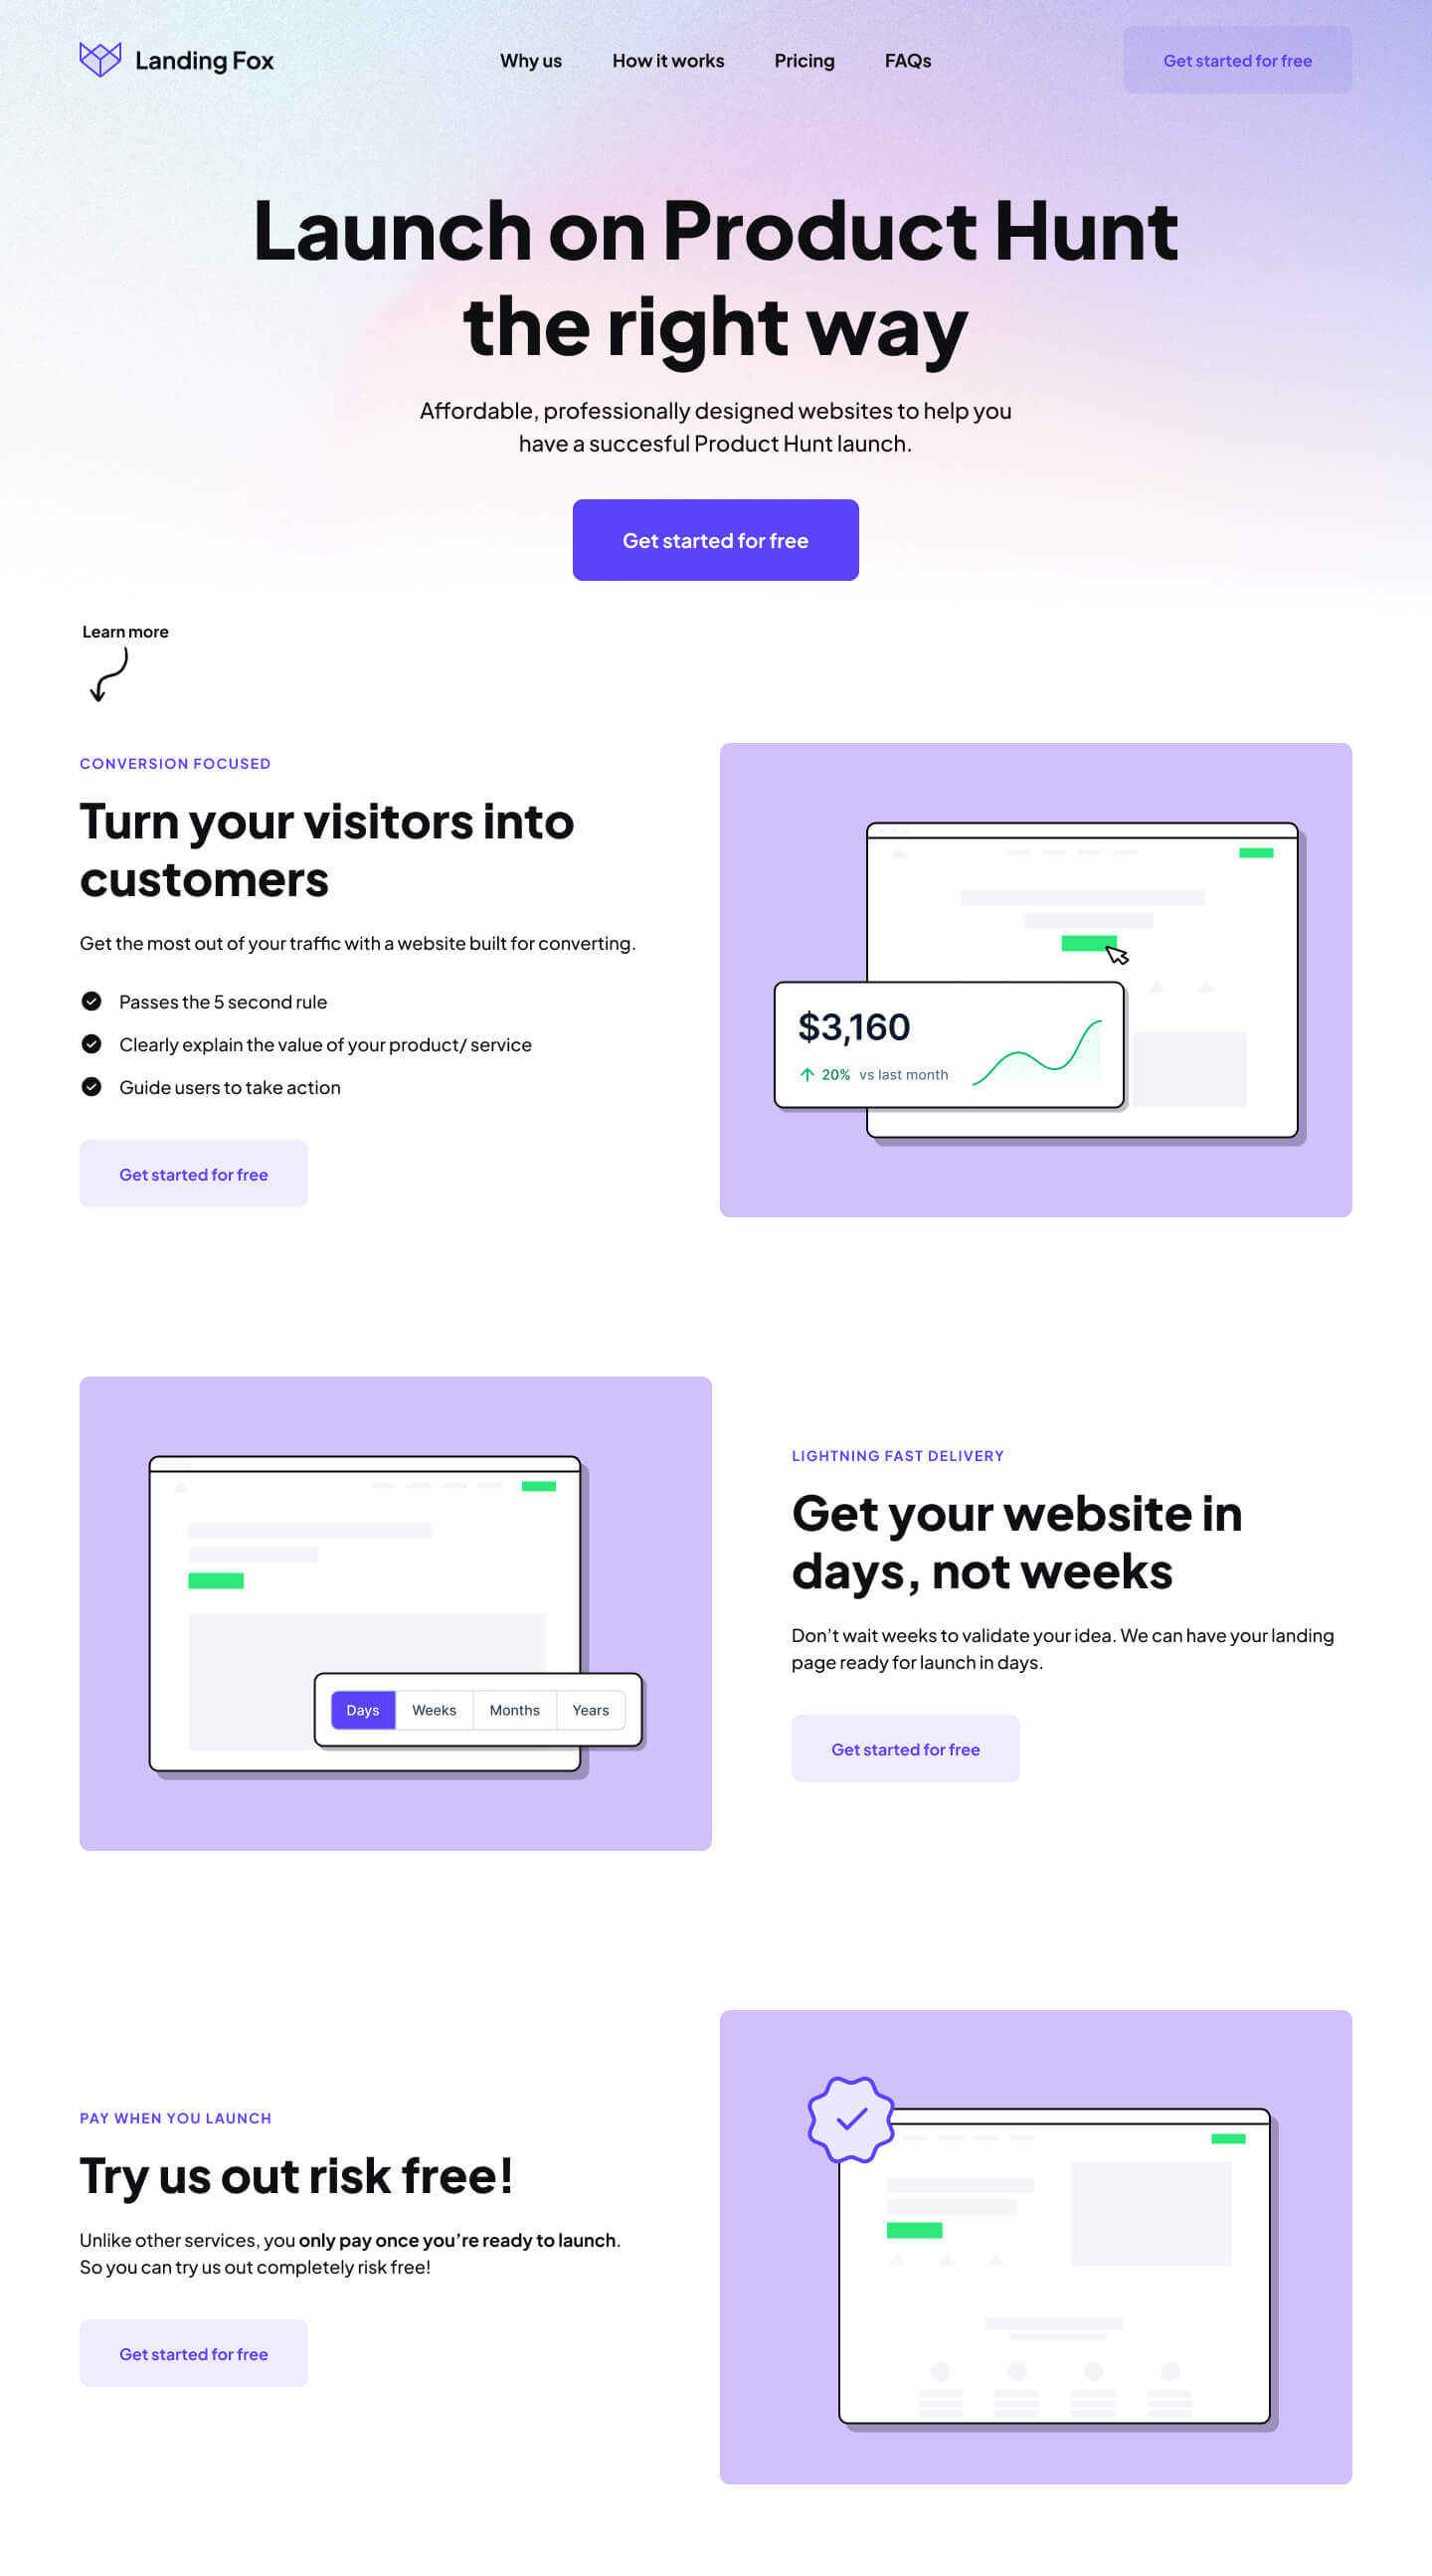 Landing Fox
Why us
How it works
Pricing
FAQs
Get started for free
Launch on Product Hunt
the right way
Affordable, professionally designed websites to help you
have a succesful Product Hunt launch.
Get started for free
Learn more
CONVERSION FOCUSED
Turn your visitors into
customers
Get the most out of your traffic with a website built for converting.
Passes the 5 second rule
Clearly explain the value of your product/ service
Guide users to take action
Get started for free
$3,160
20% vs last month
Days
Weeks
Months
Years
LIGHTNING FAST DELIVERY
Get your website in
days, not weeks
Don’t wait weeks to validate your idea. We can have your landing
page ready for launch in days.
Get started for free
PAY WHEN YOU LAUNCH
Try us out risk free!
Unlike other services, you only pay once you’re ready to launch.
So you can try us out completely risk free!
Get started for free